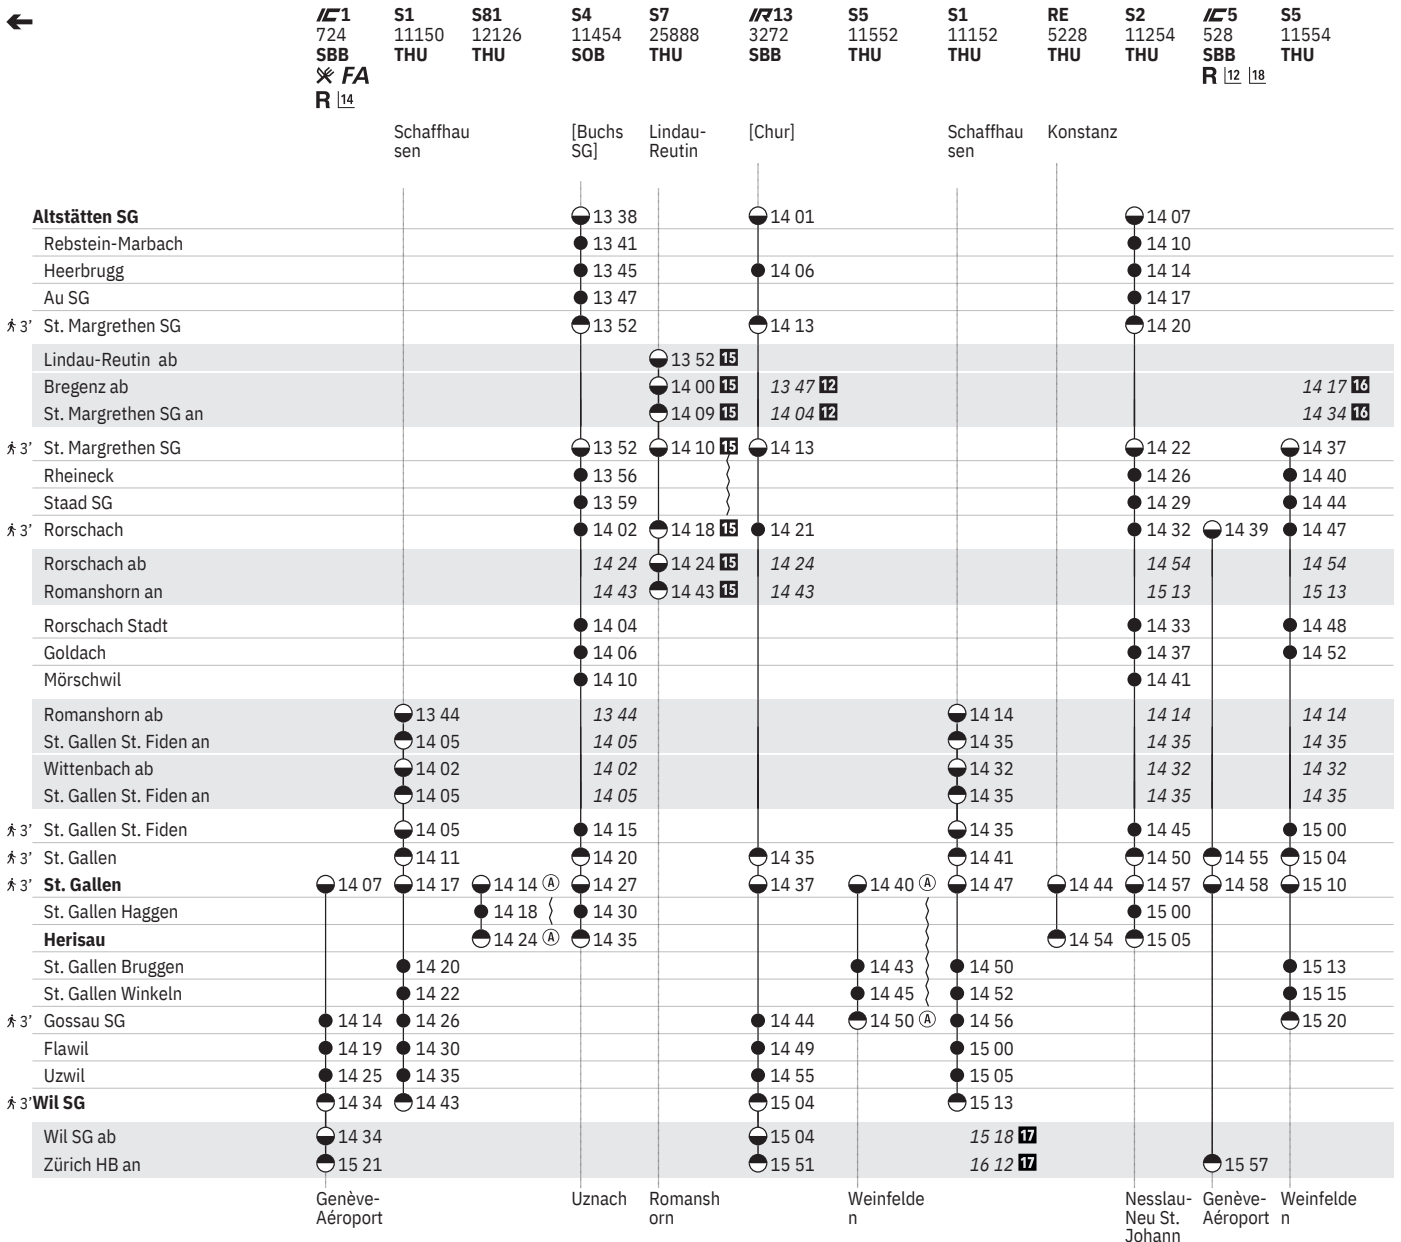 IC1 S1 S81 S4 S7 IR13 S5 S1 RE S2 IC5 S5
724 11150 12126 11454 25888 3272 11552 11152 5228 11254 528 11554
SBB THU THU SOB THU SBB THU THU THU THU SBB THU
FA R 12 18
R 14
Schaffhau [Buchs Lindau- [Chur] Schaffhau Konstanz
sen SG] Reutin sen
Altstätten SG 13 38 14 01 14 07
Rebstein-Marbach 13 41 14 10
Heerbrugg 13 45 14 06 14 14
Au SG 13 47 14 17
3' St. Margrethen SG 13 52 14 13 14 20
Lindau-Reutin ab 13 52 15
Bregenz ab 14 00 15 13 47 12 14 17 16
St. Margrethen SG an 14 09 15 14 04 12 14 34 16
3' St. Margrethen SG 13 52 14 10 15 14 13 14 22 14 37
Rheineck 13 56 14 26 14 40
Staad SG 13 59 14 29 14 44
3' Rorschach 14 02 14 18 15 14 21 14 32 14 39 14 47
Rorschach ab 14 24 14 24 15 14 24 14 54 14 54
Romanshorn an 14 43 14 43 15 14 43 15 13 15 13
Rorschach Stadt 14 04 14 33 14 48
Goldach 14 06 14 37 14 52
Mörschwil 14 10 14 41
Romanshorn ab 13 44 13 44 14 14 14 14 14 14
St. Gallen St. Fiden an 14 05 14 05 14 35 14 35 14 35
Wittenbach ab 14 02 14 02 14 32 14 32 14 32
St. Gallen St. Fiden an 14 05 14 05 14 35 14 35 14 35
3' St. Gallen St. Fiden 14 05 14 15 14 35 14 45 15 00
3' St. Gallen 14 11 14 20 14 35 14 41 14 50 14 55 15 04
3' St. Gallen 14 07 14 17 14 14 A 14 27 14 37 14 40 A 14 47 14 44 14 57 14 58 15 10
St. Gallen Haggen 14 18 14 30 15 00
Herisau 14 24 A 14 35 14 54 15 05
St. Gallen Bruggen 14 20 14 43 14 50 15 13
St. Gallen Winkeln 14 22 14 45 14 52 15 15
3' Gossau SG 14 14 14 26 14 44 14 50 A 14 56 15 20
Flawil 14 19 14 30 14 49 15 00
Uzwil 14 25 14 35 14 55 15 05
3' Wil SG 14 34 14 43 15 04 15 13
Wil SG ab 14 34 15 04 15 18 17
Zürich HB an 15 21 15 51 16 12 17 15 57
Genève- Uznach Romansh Weinfelde Nesslau- Genève- Weinfelde
Aéroport orn n Neu St. Aéroport n
Johann